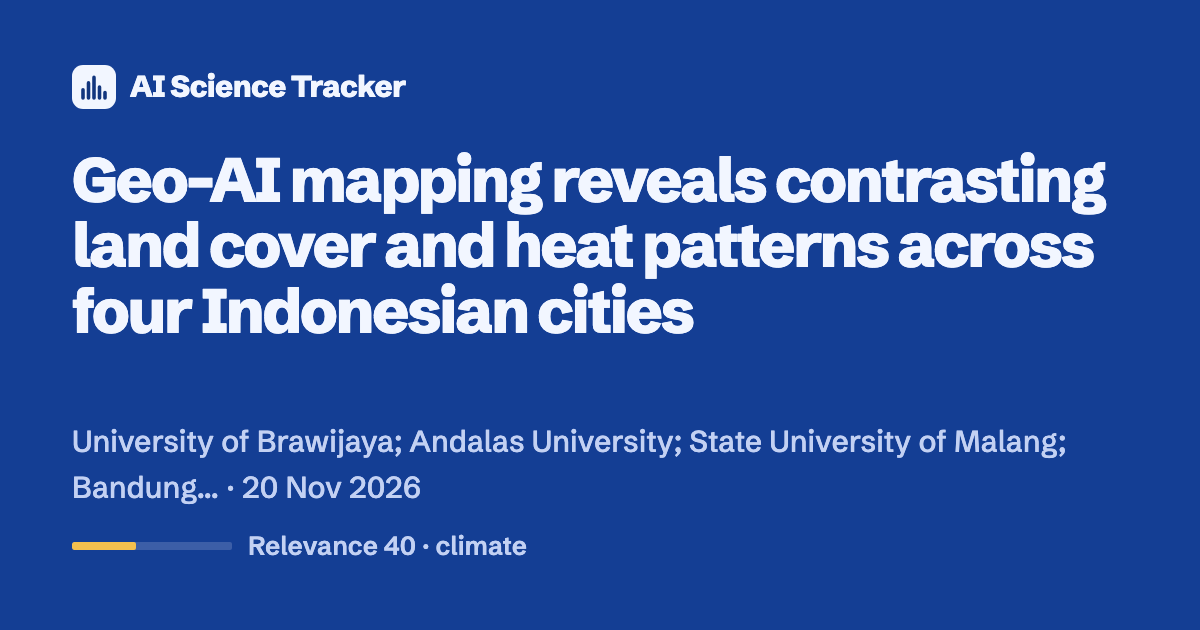 AI Science Tracker
Geo-AI mapping reveals contrasting
land cover and heat patterns across
four Indonesian cities
University of Brawijaya; Andalas University; State University of Malang;
Bandung... · 20 Nov 2026
Relevance 40 · climate